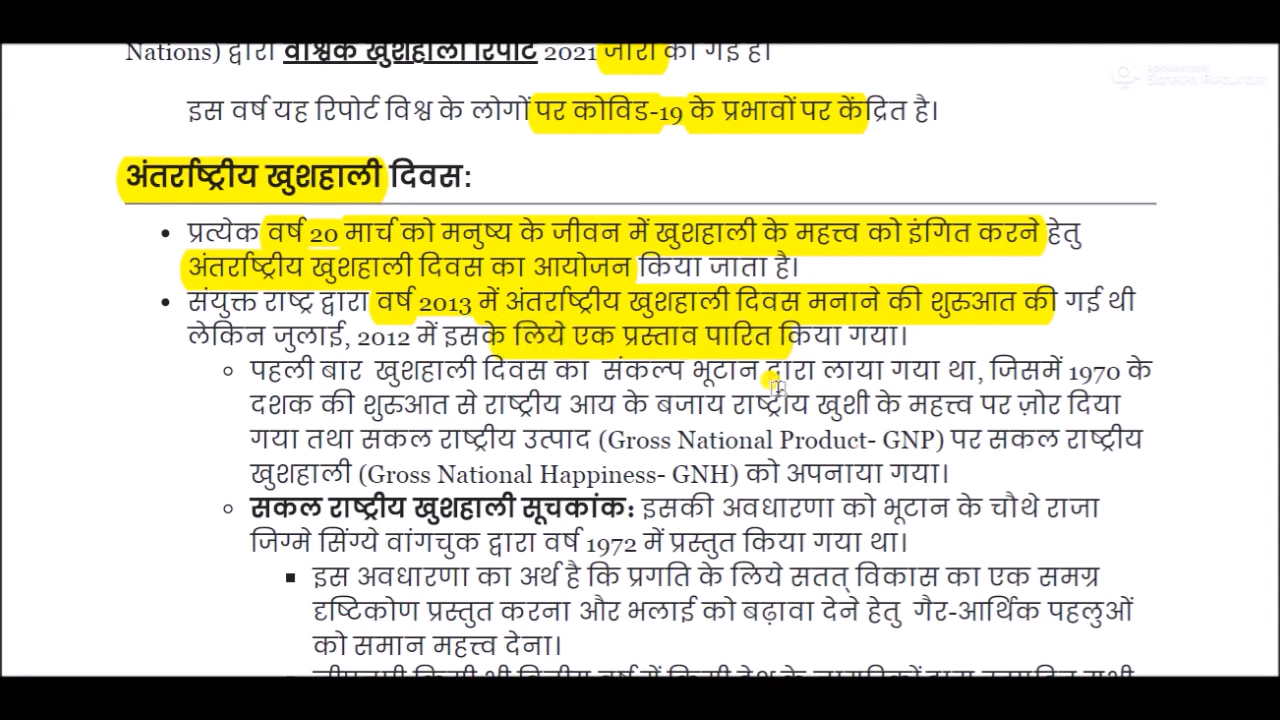 Nations) द्वारा वैश्विक खुशहाली रिपोर्ट 2021 जारी की गई है।
इस वर्ष यह रिपोर्ट विश्व के लोगों पर कोविड-19 के प्रभावों पर केंद्रित है।
अंतर्राष्ट्रीय खुशहाली दिवस:
• प्रत्येक वर्ष 20 मार्च को मनुष्य के जीवन में खुशहाली के महत्त्व को इंगित करने हेतु
अंतर्राष्ट्रीय खुशहाली दिवस का आयोजन किया जाता है।
• संयुक्त राष्ट्र द्वारा वर्ष 2013 में अंतर्राष्ट्रीय खुशहाली दिवस मनाने की शुरुआत की गई थी
लेकिन जुलाई, 2012 में इसके लिये एक प्रस्ताव पारित किया गया।
○ पहली बार खुशहाली दिवस का संकल्प भूटान द्वारा लाया गया था, जिसमें 1970 के
दशक की शुरुआत से राष्ट्रीय आय के बजाय राष्ट्रीय खुशी के महत्त्व पर ज़ोर दिया
गया तथा सकल राष्ट्रीय उत्पाद (Gross National Product- GNP) पर सकल राष्ट्रीय
खुशहाली (Gross National Happiness- GNH) को अपनाया गया।
○ सकल राष्ट्रीय खुशहाली सूचकांक: इसकी अवधारणा को भूटान के चौथे राजा
जिग्मे सिंग्ये वांगचुक द्वारा वर्ष 1972 में प्रस्तुत किया गया था।
▪ इस अवधारणा का अर्थ है कि प्रगति के लिये सतत् विकास का एक समग्र
दृष्टिकोण प्रस्तुत करना और भलाई को बढ़ावा देने हेतु गैर-आर्थिक पहलुओं
को समान महत्त्व देना।